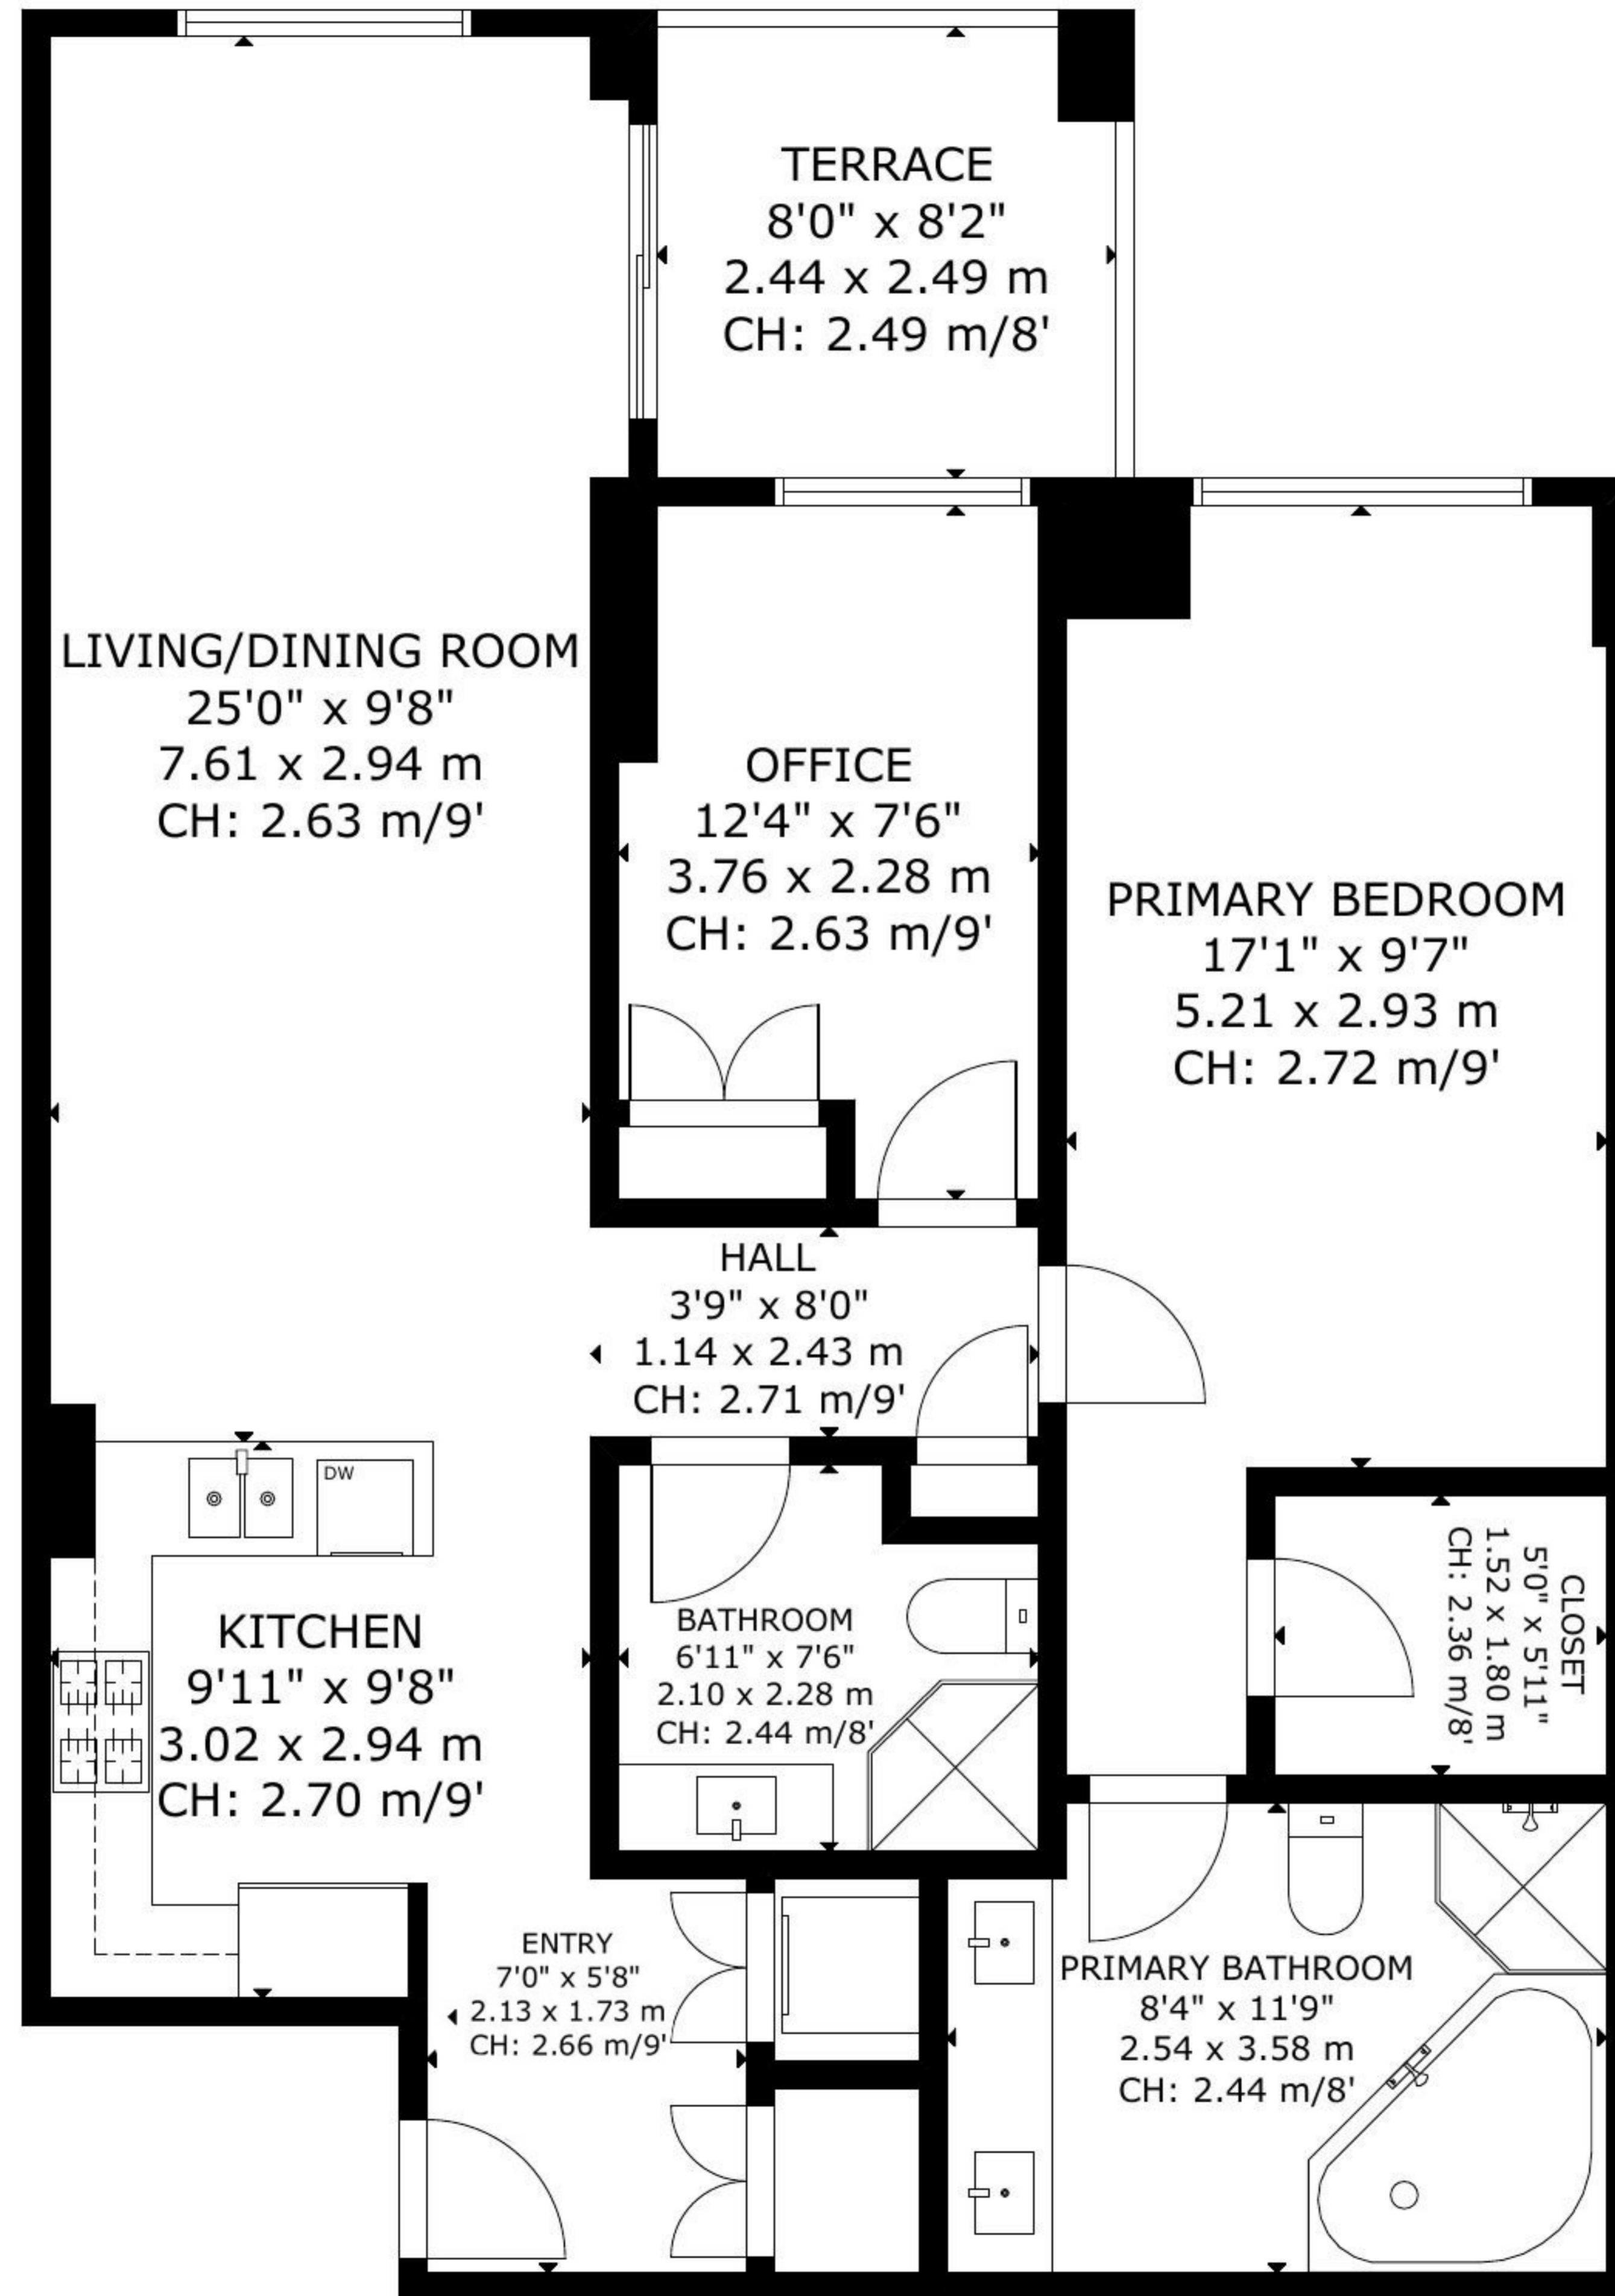 TERRACE
8'0" x 8'2"
2.44 x 2.49 m
CH: 2.49 m/8'
LIVING/DINING ROOM
25'0" x 9'8"
7.61 x 2.94 m
CH: 2.63 m/9'
OFFICE
12'4" x 7'6"
3.76 x 2.28 m
CH: 2.63 m/9'
PRIMARY BEDROOM
17'1" x 9'7"
5.21 x 2.93 m
CH: 2.72 m/9'
HALL
3'9" x 8'0"
1.14 x 2.43 m
CH: 2.71 m/9'
DW
KITCHEN
9'11" x 9'8"
3.02 x 2.94 m
CH: 2.70 m/9'
BATHROOM
6'11" x 7'6"
2.10 x 2.28 m
CH: 2.44 m/8'
CLOSET
5'0" x 5'11"
1.52 x 1.80 m
CH: 2.36 m/8'
ENTRY
7'0" x 5'8"
2.13 x 1.73 m
CH: 2.66 m/9'
PRIMARY BATHROOM
8'4" x 11'9"
2.54 x 3.58 m
CH: 2.44 m/8'